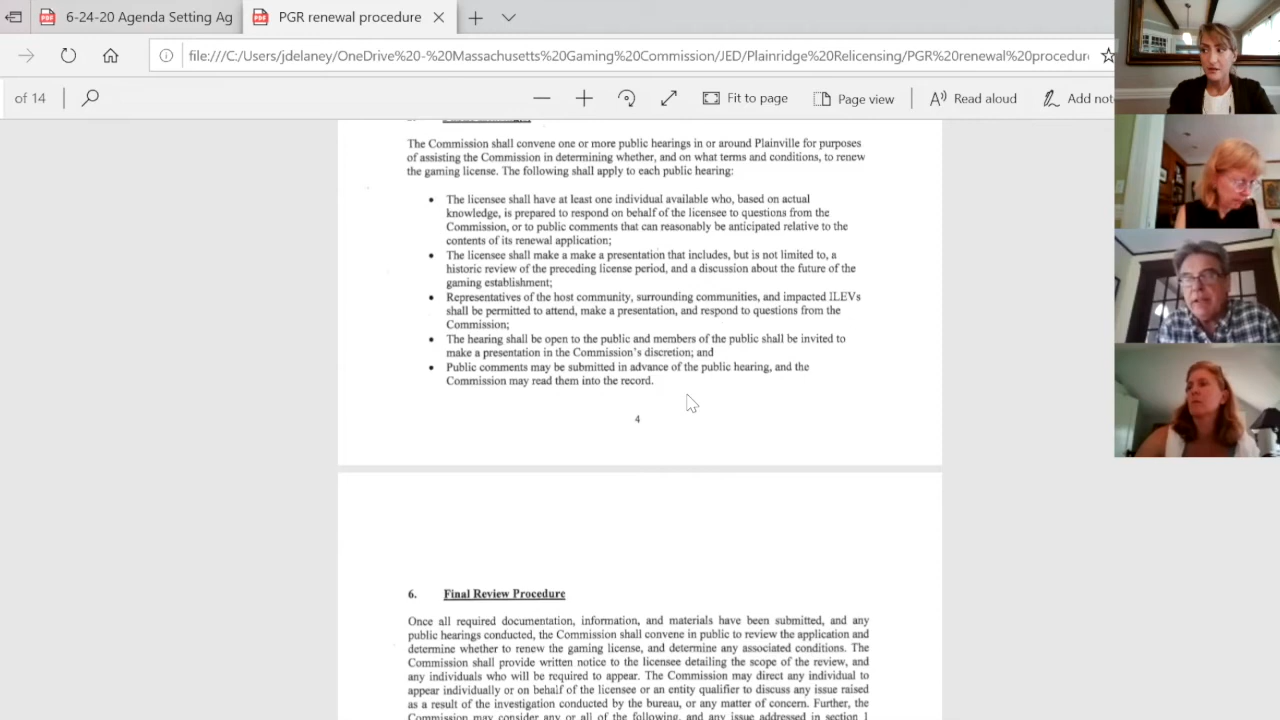 6-24-20 Agenda Setting Ag
PGR renewal procedure
file:///C:/Users/jdelaney/OneDrive%20-%20Massachusetts%20Gaming%20Commission/JED/Plainridge%20Relicensing/PGR%20renewal%20procedure
of 14
Fit to page
Page view
Read aloud
Add not
The Commission shall convene one or more public hearings in or around Plainville for purposes
of assisting the Commission in determining whether, and on what terms and conditions, to renew
the gaming license. The following shall apply to each public hearing:
• The licensee shall have at least one individual available who, based on actual
knowledge, is prepared to respond on behalf of the licensee to questions from the
Commission, or to public comments that can reasonably be anticipated relative to the
contents of its renewal application;
• The licensee shall make a make a presentation that includes, but is not limited to, a
historic review of the preceding license period, and a discussion about the future of the
gaming establishment;
• Representatives of the host community, surrounding communities, and impacted ILEVs
shall be permitted to attend, make a presentation, and respond to questions from the
Commission;
• The hearing shall be open to the public and members of the public shall be invited to
make a presentation in the Commission's discretion; and
• Public comments may be submitted in advance of the public hearing, and the
Commission may read them into the record.
4
6. Final Review Procedure
Once all required documentation, information, and materials have been submitted, and any
public hearings conducted, the Commission shall convene in public to review the application and
determine whether to renew the gaming license, and determine any associated conditions. The
Commission shall provide written notice to the licensee detailing the scope of the review, and
any individuals who will be required to appear. The Commission may direct any individual to
appear individually or on behalf of the licensee or an entity qualifier to discuss any issue raised
as a result of the investigation conducted by the bureau, or any matter of concern. Further, the
Commission may consider any or all of the following, and any issue addressed in section 1